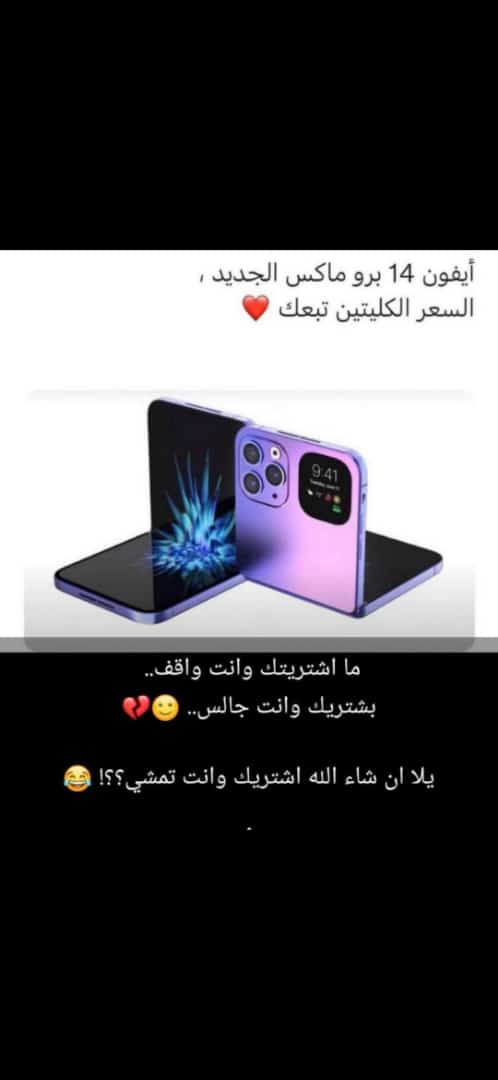 أيفون 14 برو ماكس الجديد ،
السعر الكليتين تبعك ❤️
9:41
ما اشتريتك وانت واقف..
بشتريك وانت جالس.. 🙂💔
يلا ان شاء الله اشتريك وانت تمشي؟؟! 😂